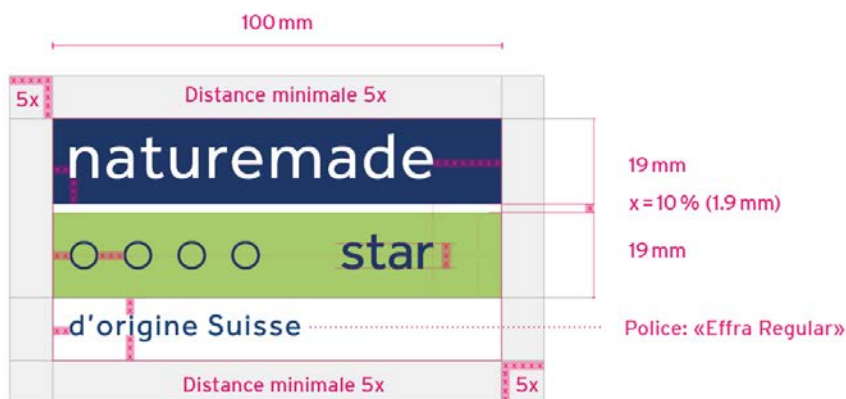 100 mm
5x Distance minimale 5x
naturemade
19 mm
x = 10 % (1.9 mm)
star
19 mm
d'origine Suisse
Police: «Effra Regular»
Distance minimale 5x 5x